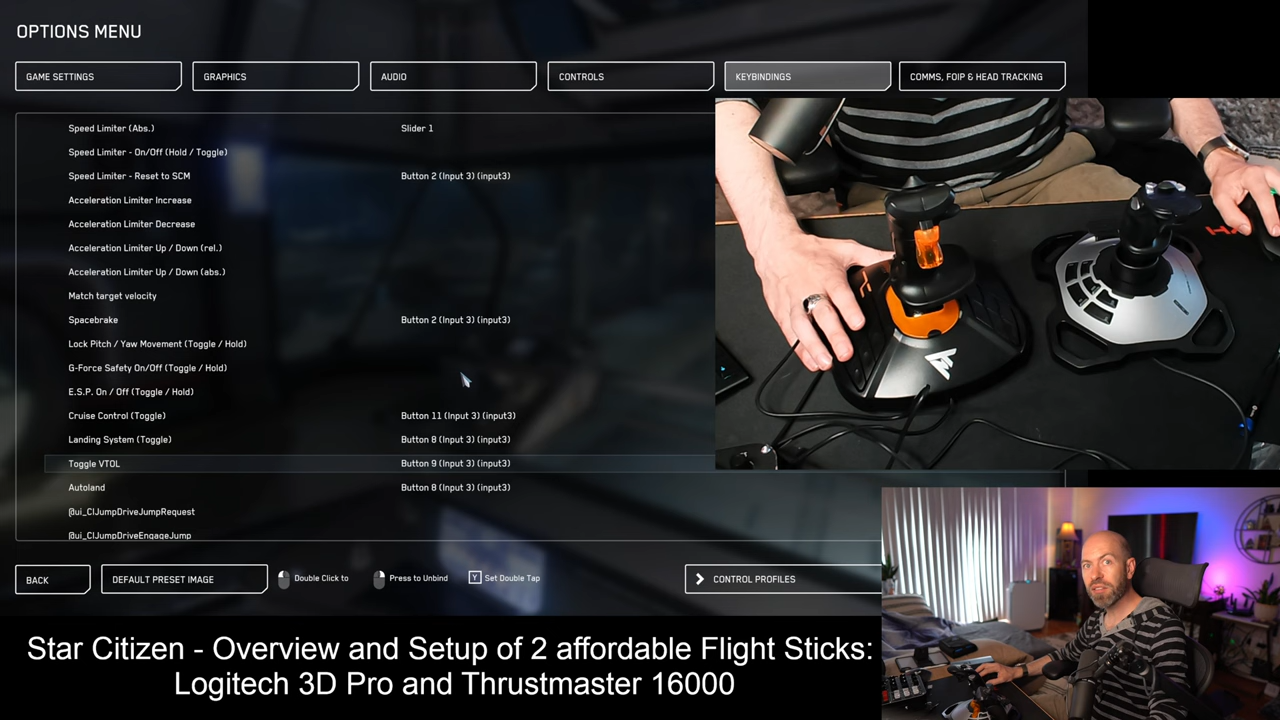 OPTIONS MENU
GAME SETTINGS
GRAPHICS
AUDIO
CONTROLS
KEYBINDINGS
COMMS, FOIP & HEAD TRACKING
Speed Limiter (Abs.) Slider 1
Speed Limiter - On/Off (Hold / Toggle)
Speed Limiter - Reset to SCM Button 2 (Input 3) (input3)
Acceleration Limiter Increase
Acceleration Limiter Decrease
Acceleration Limiter Up / Down (rel.)
Acceleration Limiter Up / Down (abs.)
Match target velocity
Spacebrake Button 2 (Input 3) (input3)
Lock Pitch / Yaw Movement (Toggle / Hold)
G-Force Safety On/Off (Toggle / Hold)
E.S.P. On / Off (Toggle / Hold)
Cruise Control (Toggle) Button 11 (Input 3) (input3)
Landing System (Toggle) Button 8 (Input 3) (input3)
Toggle VTOL Button 9 (Input 3) (input3)
Autoland Button 8 (Input 3) (input3)
@ui_CIJumpDriveJumpRequest
@ui_CIJumpDriveEngageJump
BACK
DEFAULT PRESET IMAGE
Double Click to
Press to Unbind
Y Set Double Tap
CONTROL PROFILES
Star Citizen - Overview and Setup of 2 affordable Flight Sticks:
Logitech 3D Pro and Thrustmaster 16000